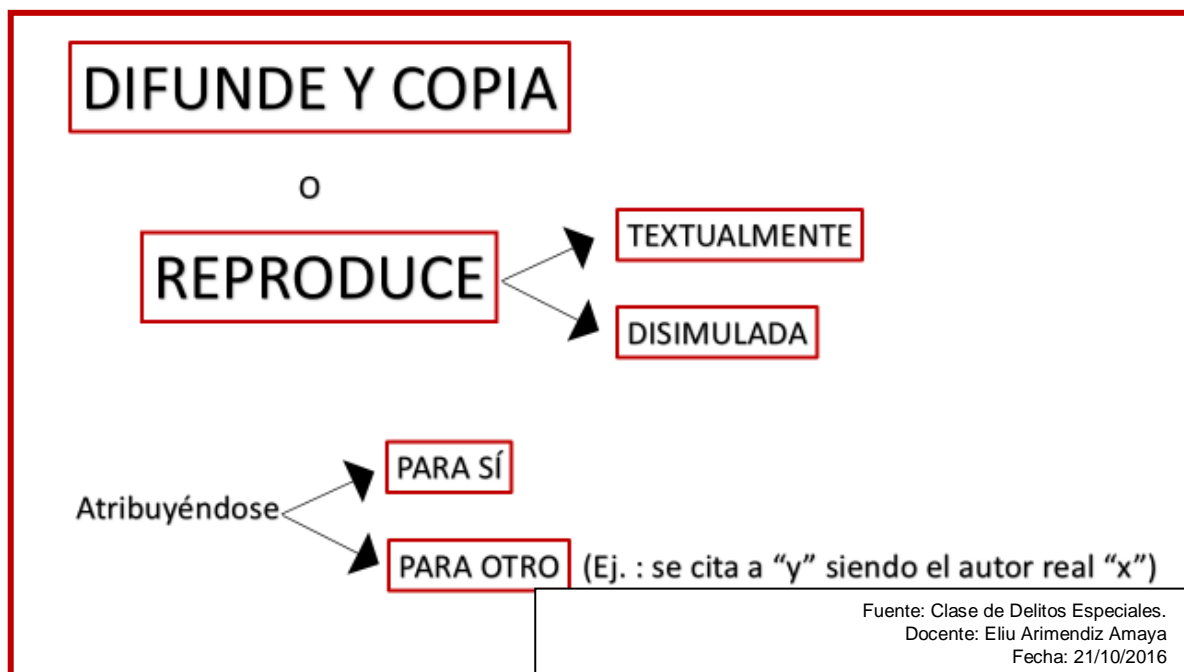 DIFUNDE Y COPIA
O
REPRODUCE
TEXTUALMENTE
DISIMULADA
Atribuyéndose
PARA SÍ
PARA OTRO (Ej. : se cita a “y” siendo el autor real “x”)
Fuente: Clase de Delitos Especiales.
Docente: Eliu Arimendiz Amaya
Fecha: 21/10/2016